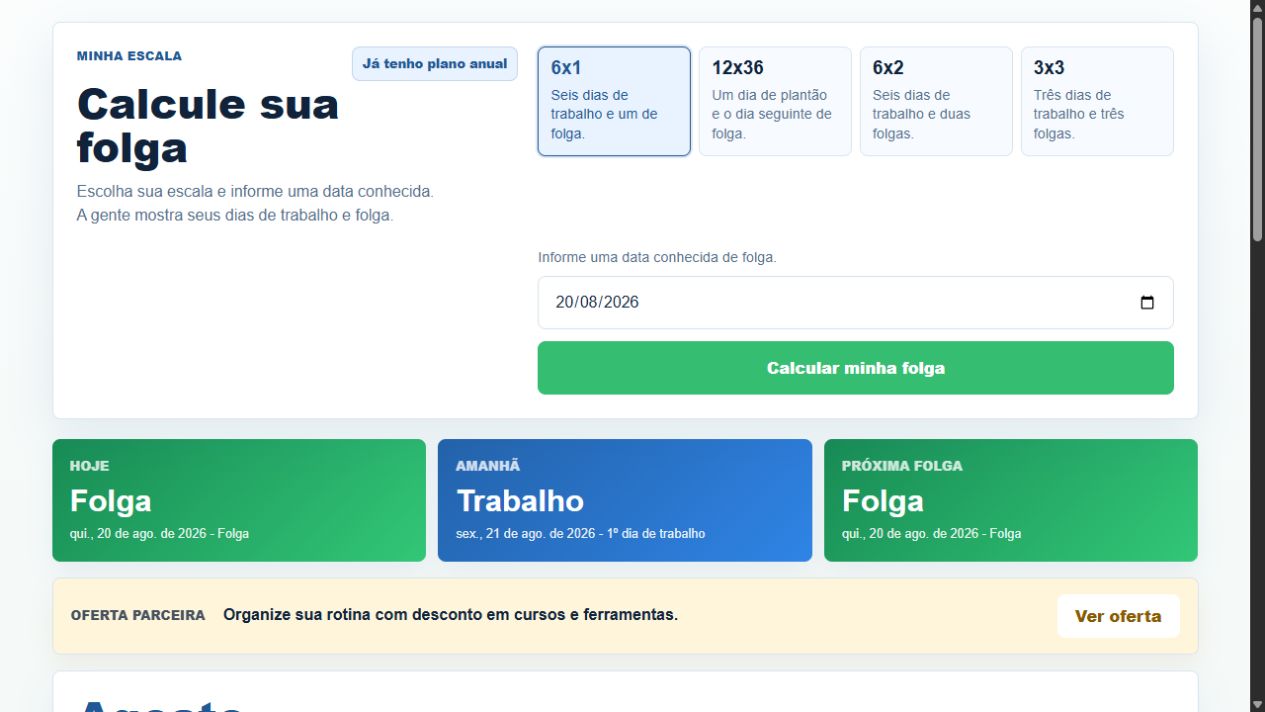 MINHA ESCALA
Já tenho plano anual
Calcule sua
folga
Escolha sua escala e informe uma data conhecida.
A gente mostra seus dias de trabalho e folga.
6x1
Seis dias de
trabalho e um de
folga.
12x36
Um dia de plantão
e o dia seguinte de
folga.
6x2
Seis dias de
trabalho e duas
folgas.
3x3
Três dias de
trabalho e três
folgas.
Informe uma data conhecida de folga.
20/08/2026
Calcular minha folga
HOJE
Folga
qui., 20 de ago. de 2026 - Folga
AMANHÃ
Trabalho
sex., 21 de ago. de 2026 - 1º dia de trabalho
PRÓXIMA FOLGA
Folga
qui., 20 de ago. de 2026 - Folga
OFERTA PARCEIRA Organize sua rotina com desconto em cursos e ferramentas.
Ver oferta
Agosto